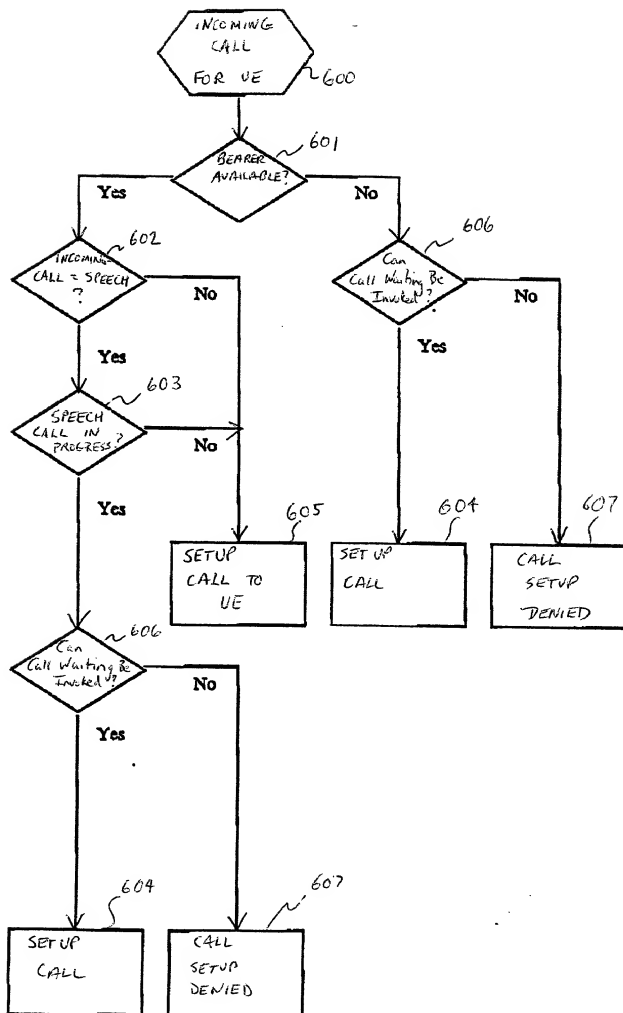 INCOMING
CALL
FOR UE
600
601
BEARER
AVAILABLE?
Yes
No
602
INCOMING
CALL = SPEECH
?
No
Yes
606
Can
Call Waiting Be
Invoked?
No
Yes
603
SPEECH
CALL IN
PROGRESS?
No
Yes
605
SETUP
CALL TO
UE
604
SET UP
CALL
607
CALL
SETUP
DENIED
606
Can
Call Waiting Be
Invoked?
No
Yes
604
SETUP
CALL
607
CALL
SETUP
DENIED